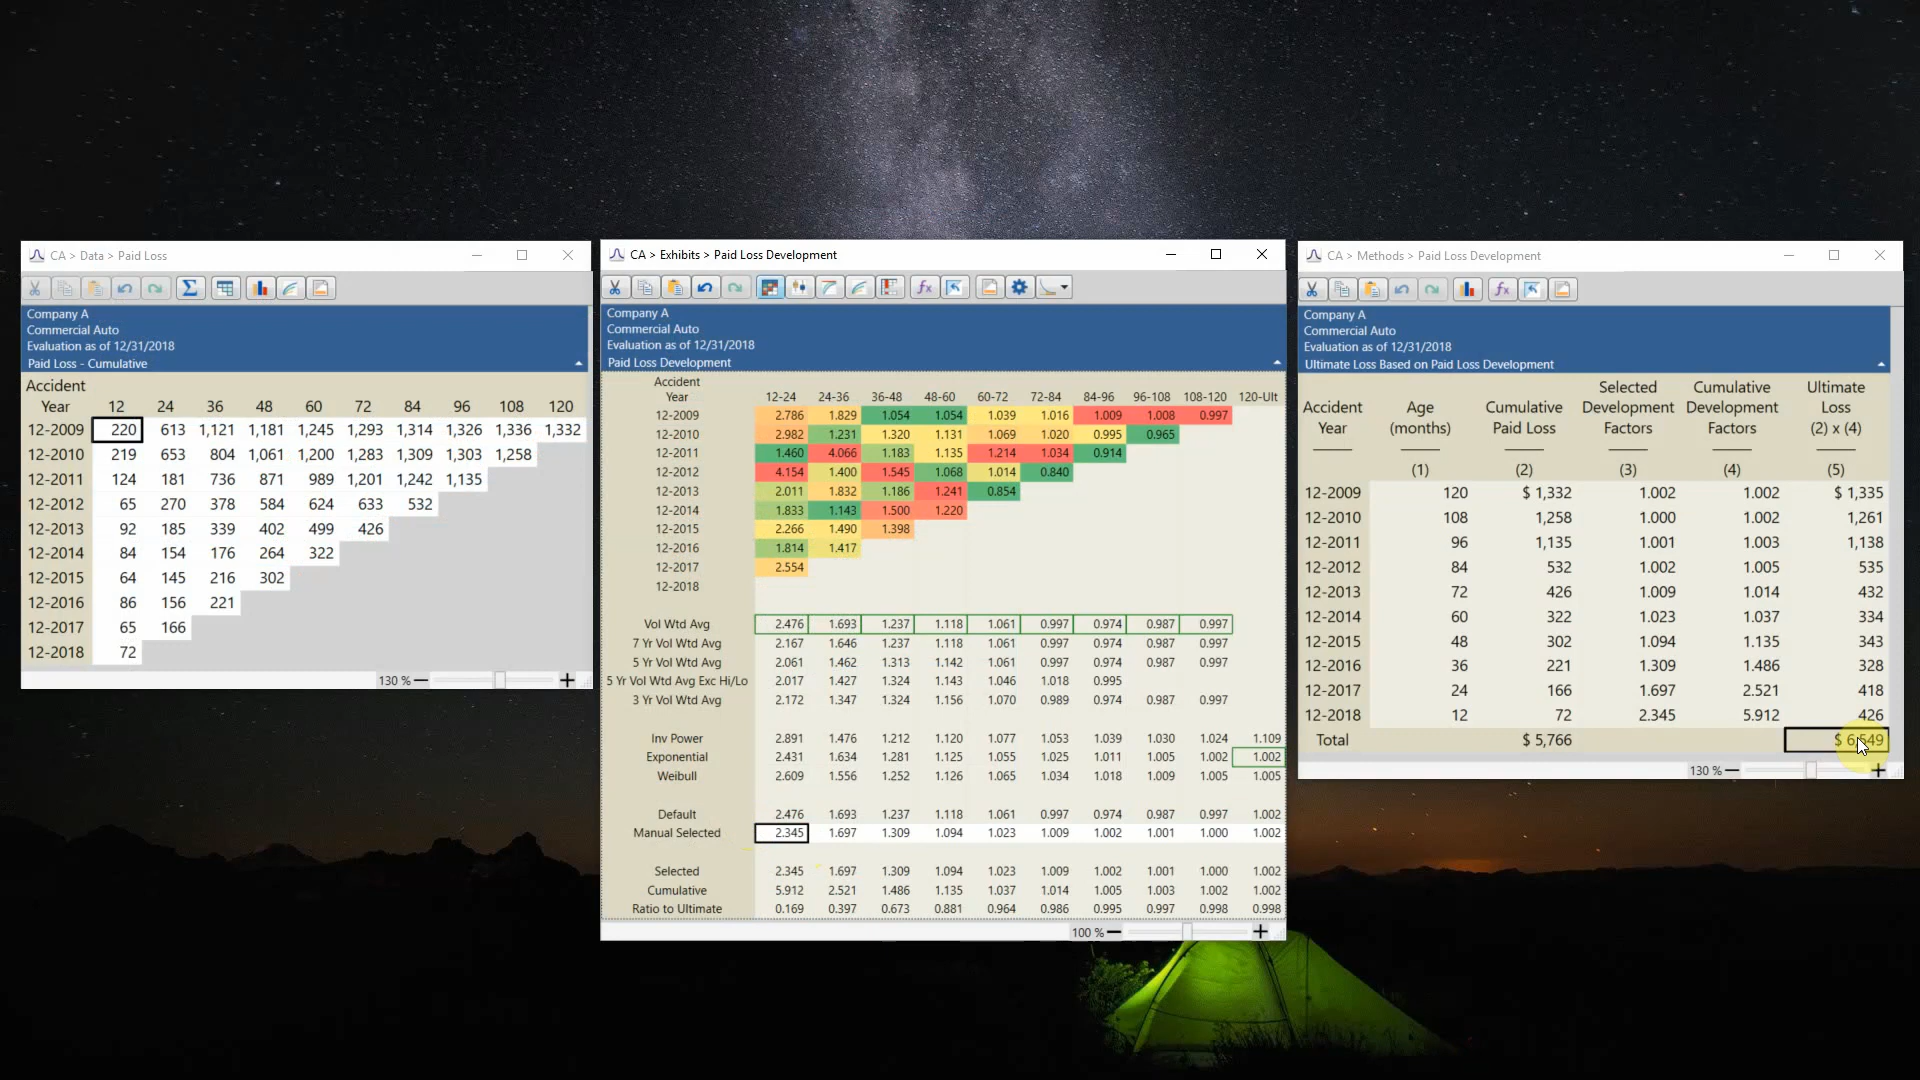 CA > Data > Paid Loss
Company A
Commercial Auto
Evaluation as of 12/31/2018
Paid Loss - Cumulative
Accident
Year 12 24 36 48 60 72 84 96 108 120
12-2009 220 613 1,121 1,181 1,245 1,293 1,314 1,326 1,336 1,332
12-2010 219 653 804 1,061 1,200 1,283 1,309 1,303 1,258
12-2011 124 181 736 871 989 1,201 1,242 1,135
12-2012 65 270 378 584 624 633 532
12-2013 92 185 339 402 499 426
12-2014 84 154 176 264 322
12-2015 64 145 216 302
12-2016 86 156 221
12-2017 65 166
12-2018 72
130 %
CA > Exhibits > Paid Loss Development
fx
Company A
Commercial Auto
Evaluation as of 12/31/2018
Paid Loss Development
Accident
Year 12-24 24-36 36-48 48-60 60-72 72-84 84-96 96-108 108-120 120-Ult
12-2009 2.786 1.829 1.054 1.054 1.039 1.016 1.009 1.008 0.997
12-2010 2.982 1.231 1.320 1.131 1.069 1.020 0.995 0.965
12-2011 1.460 4.066 1.183 1.135 1.214 1.034 0.914
12-2012 4.154 1.400 1.545 1.068 1.014 0.840
12-2013 2.011 1.832 1.186 1.241 0.854
12-2014 1.833 1.143 1.500 1.220
12-2015 2.266 1.490 1.398
12-2016 1.814 1.417
12-2017 2.554
12-2018
Vol Wtd Avg 2.476 1.693 1.237 1.118 1.061 0.997 0.974 0.987 0.997
7 Yr Vol Wtd Avg 2.167 1.646 1.237 1.118 1.061 0.997 0.974 0.987 0.997
5 Yr Vol Wtd Avg 2.061 1.462 1.313 1.142 1.061 0.997 0.974 0.987 0.997
5 Yr Vol Wtd Avg Exc Hi/Lo 2.017 1.427 1.324 1.143 1.046 1.018 0.995
3 Yr Vol Wtd Avg 2.172 1.347 1.324 1.156 1.070 0.989 0.974 0.987 0.997
Inv Power 2.891 1.476 1.212 1.120 1.077 1.053 1.039 1.030 1.024 1.109
Exponential 2.431 1.634 1.281 1.125 1.055 1.025 1.011 1.005 1.002 1.002
Weibull 2.609 1.556 1.252 1.126 1.065 1.034 1.018 1.009 1.005 1.005
Default 2.476 1.693 1.237 1.118 1.061 0.997 0.974 0.987 0.997 1.002
Manual Selected 2.345 1.697 1.309 1.094 1.023 1.009 1.002 1.001 1.000 1.002
Selected 2.345 1.697 1.309 1.094 1.023 1.009 1.002 1.001 1.000 1.002
Cumulative 5.912 2.521 1.486 1.135 1.037 1.014 1.005 1.003 1.002 1.002
Ratio to Ultimate 0.169 0.397 0.673 0.881 0.964 0.986 0.995 0.997 0.998 0.998
100 %
CA > Methods > Paid Loss Development
fx
Company A
Commercial Auto
Evaluation as of 12/31/2018
Ultimate Loss Based on Paid Loss Development
Selected Cumulative Ultimate
Accident Age Cumulative Development Development Loss
Year (months) Paid Loss Factors Factors (2) x (4)
(1) (2) (3) (4) (5)
12-2009 120 $ 1,332 1.002 1.002 $ 1,335
12-2010 108 1,258 1.000 1.002 1,261
12-2011 96 1,135 1.001 1.003 1,138
12-2012 84 532 1.002 1.005 535
12-2013 72 426 1.009 1.014 432
12-2014 60 322 1.023 1.037 334
12-2015 48 302 1.094 1.135 343
12-2016 36 221 1.309 1.486 328
12-2017 24 166 1.697 2.521 418
12-2018 12 72 2.345 5.912 426
Total $ 5,766 $ 6,549
130 %